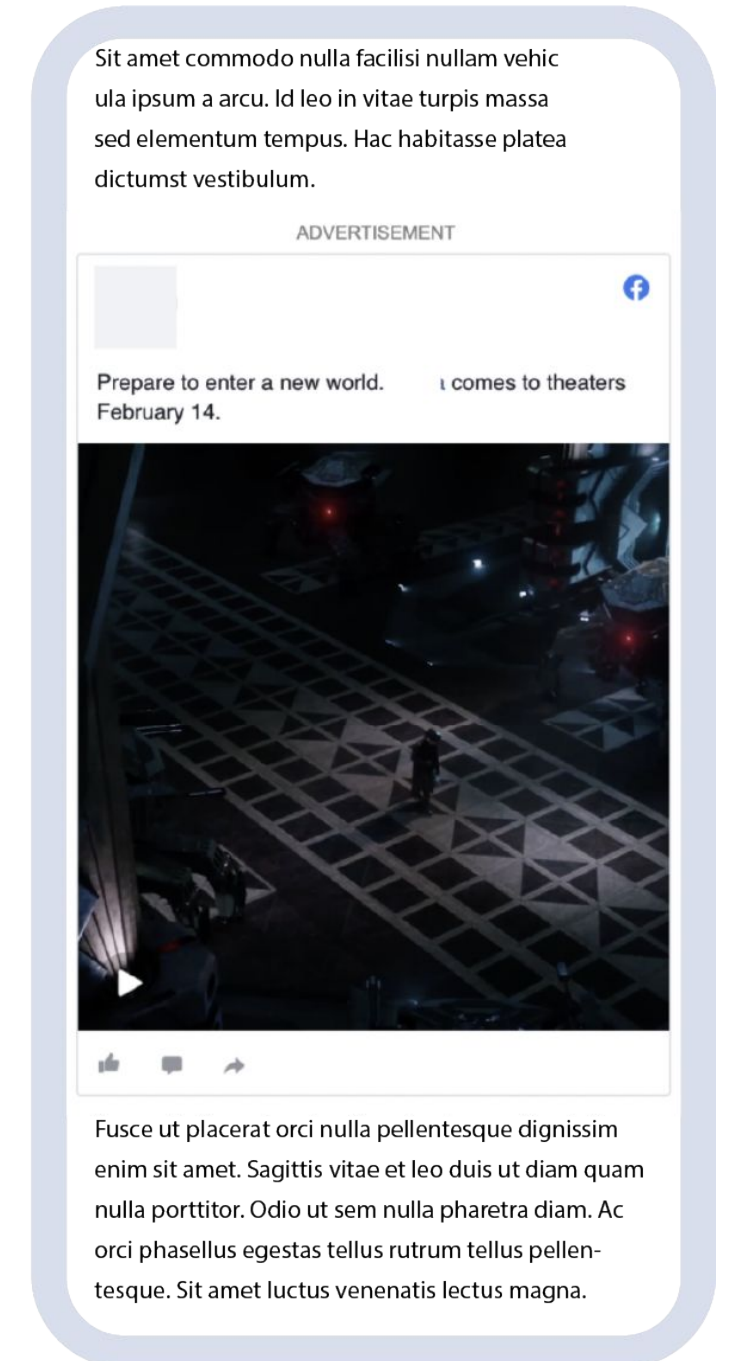 Sit amet commodo nulla facilisi nullam vehic
ula ipsum a arcu. Id leo in vitae turpis massa
sed elementum tempus. Hac habitasse platea
dictumst vestibulum.
ADVERTISEMENT
Prepare to enter a new world. comes to theaters
February 14.
Fusce ut placerat orci nulla pellentesque dignissim
enim sit amet. Sagittis vitae et leo duis ut diam quam
nulla porttitor. Odio ut sem nulla pharetra diam. Ac
orci phasellus egestas tellus rutrum tellus pellen-
tesque. Sit amet luctus venenatis lectus magna.